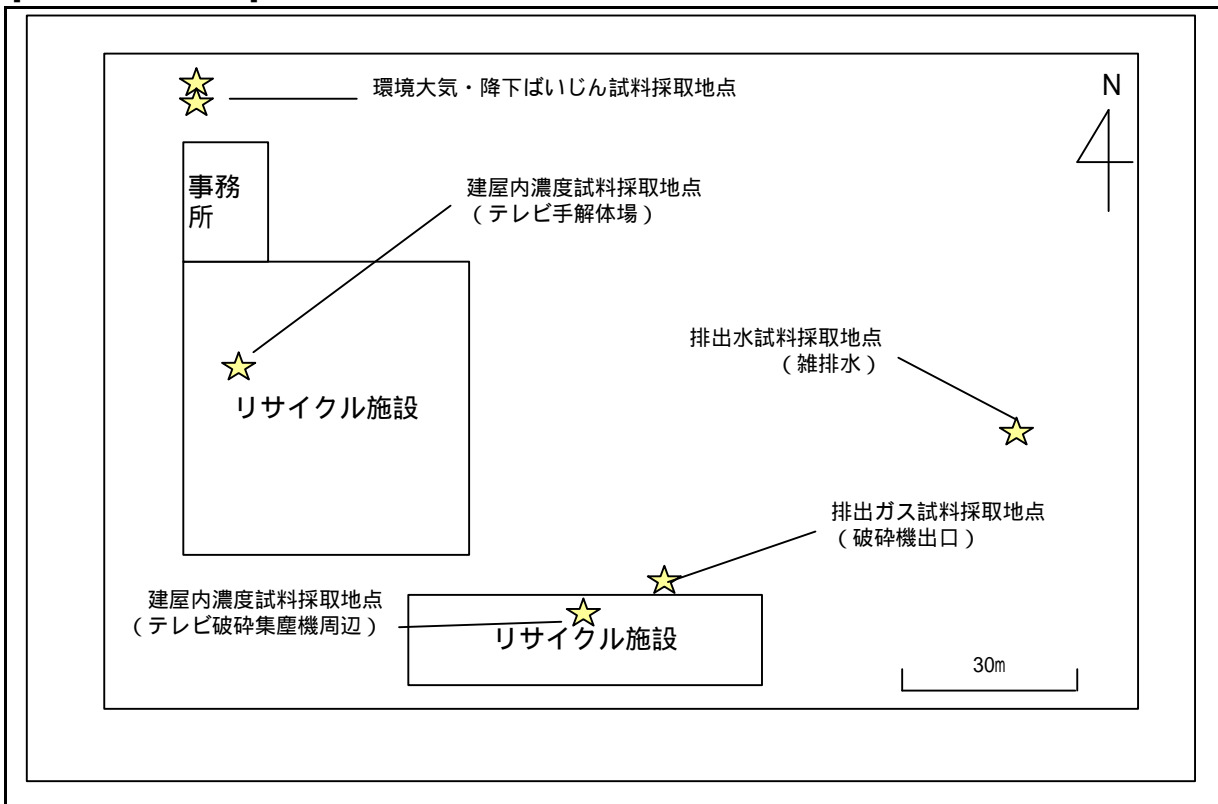 環境大気・降下ばいじん試料採取地点
N
事務
所
建屋内濃度試料採取地点
(テレビ手解体場)
排出水試料採取地点
(雑排水)
リサイクル施設
排出ガス試料採取地点
(破砕機出口)
建屋内濃度試料採取地点
(テレビ破砕集塵機周辺)
リサイクル施設
30m